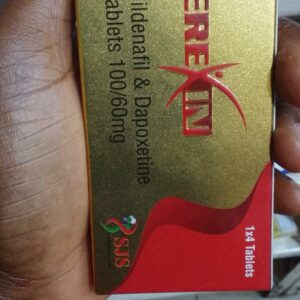 EREXIN
ildenafil & Dapoxetine
ablets 100/60mg
SJS
1x4 Tablets